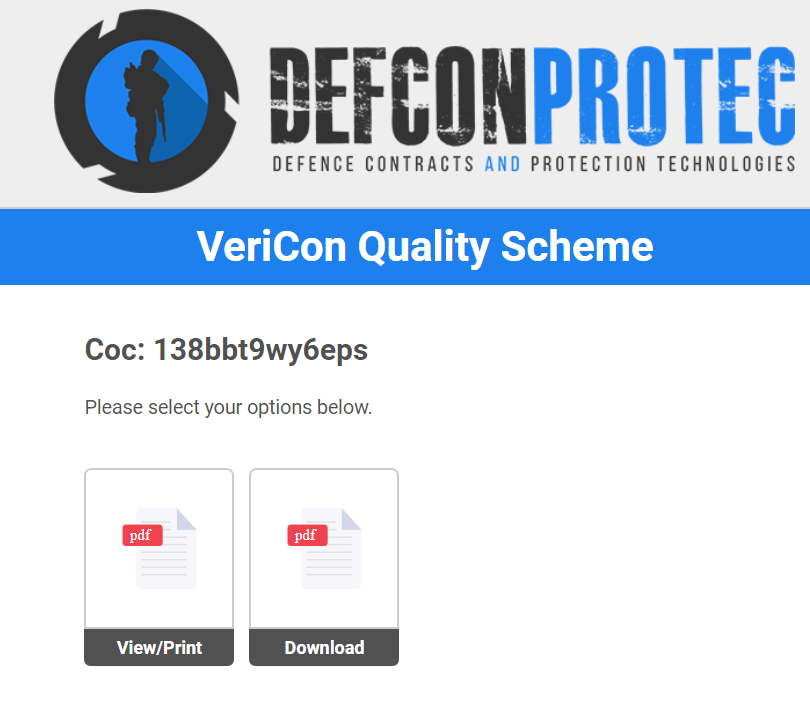 DEFCONPROTEC
DEFENCE CONTRACTS AND PROTECTION TECHNOLOGIES
VeriCon Quality Scheme
Coc: 138bbt9wy6eps
Please select your options below.
pdf pdf
View/Print Download